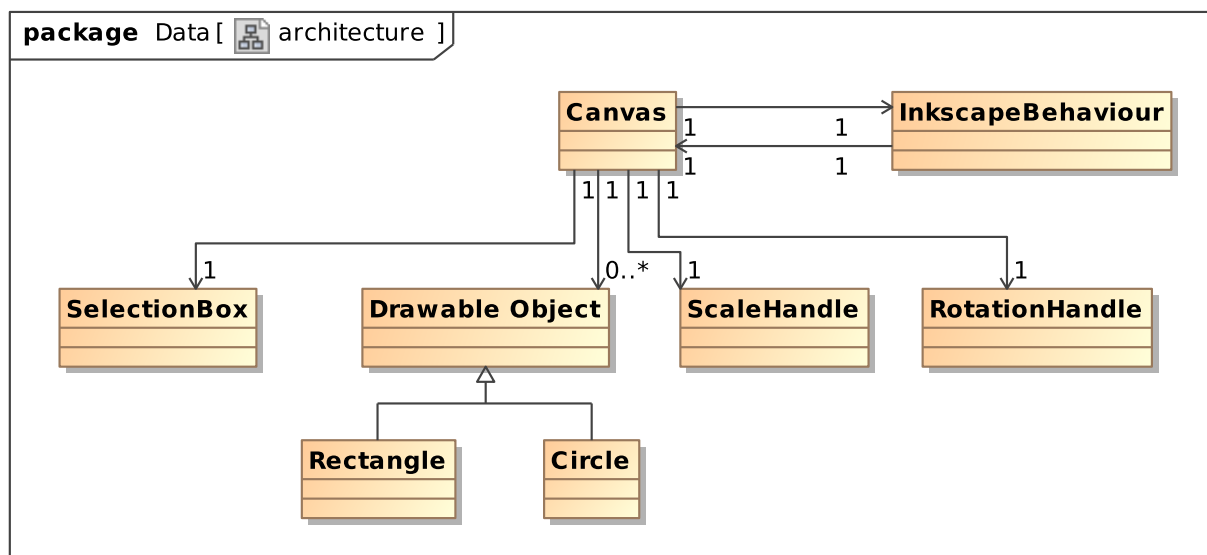 package Data [ architecture ]
Canvas
InkscapeBehaviour
1 1
1 1
1 1 1 1
1 0..* 1 1
SelectionBox
Drawable Object
ScaleHandle
RotationHandle
Rectangle
Circle